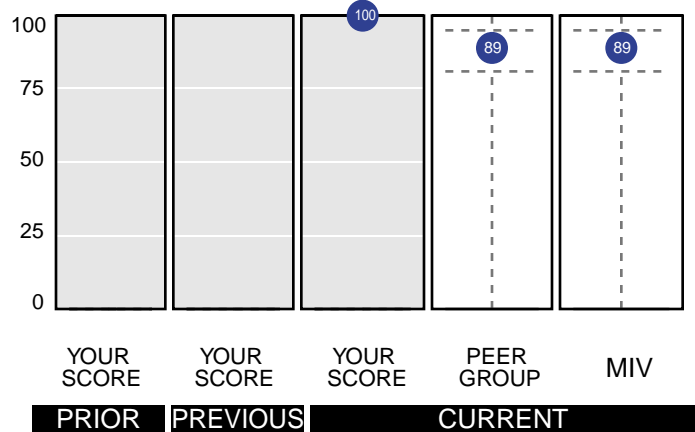 100
75
50
25
0
100
89
89
YOUR SCORE
YOUR SCORE
YOUR SCORE
PEER GROUP
MIV
PRIOR
PREVIOUS
CURRENT